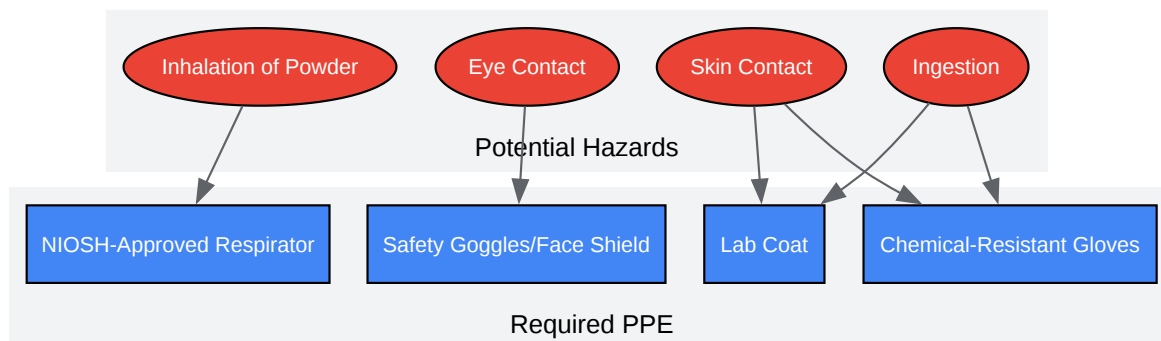 Inhalation of Powder
Eye Contact
Skin Contact
Ingestion
Potential Hazards
NIOSH-Approved Respirator
Safety Goggles/Face Shield
Lab Coat
Chemical-Resistant Gloves
Required PPE